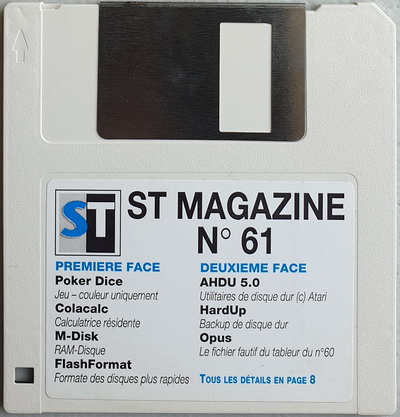 ST
ST MAGAZINE
N° 61
PREMIERE FACE
Poker Dice
Jeu – couleur uniquement
Colacalc
Calculatrice résidente
M-Disk
RAM-Disque
FlashFormat
Formate des disques plus rapides
DEUXIEME FACE
AHDU 5.0
Utilitaires de disque dur (c) Atari
HardUp
Backup de disque dur
Opus
Le fichier fautif du tableur du n°60
TOUS LES DÉTAILS EN PAGE 8